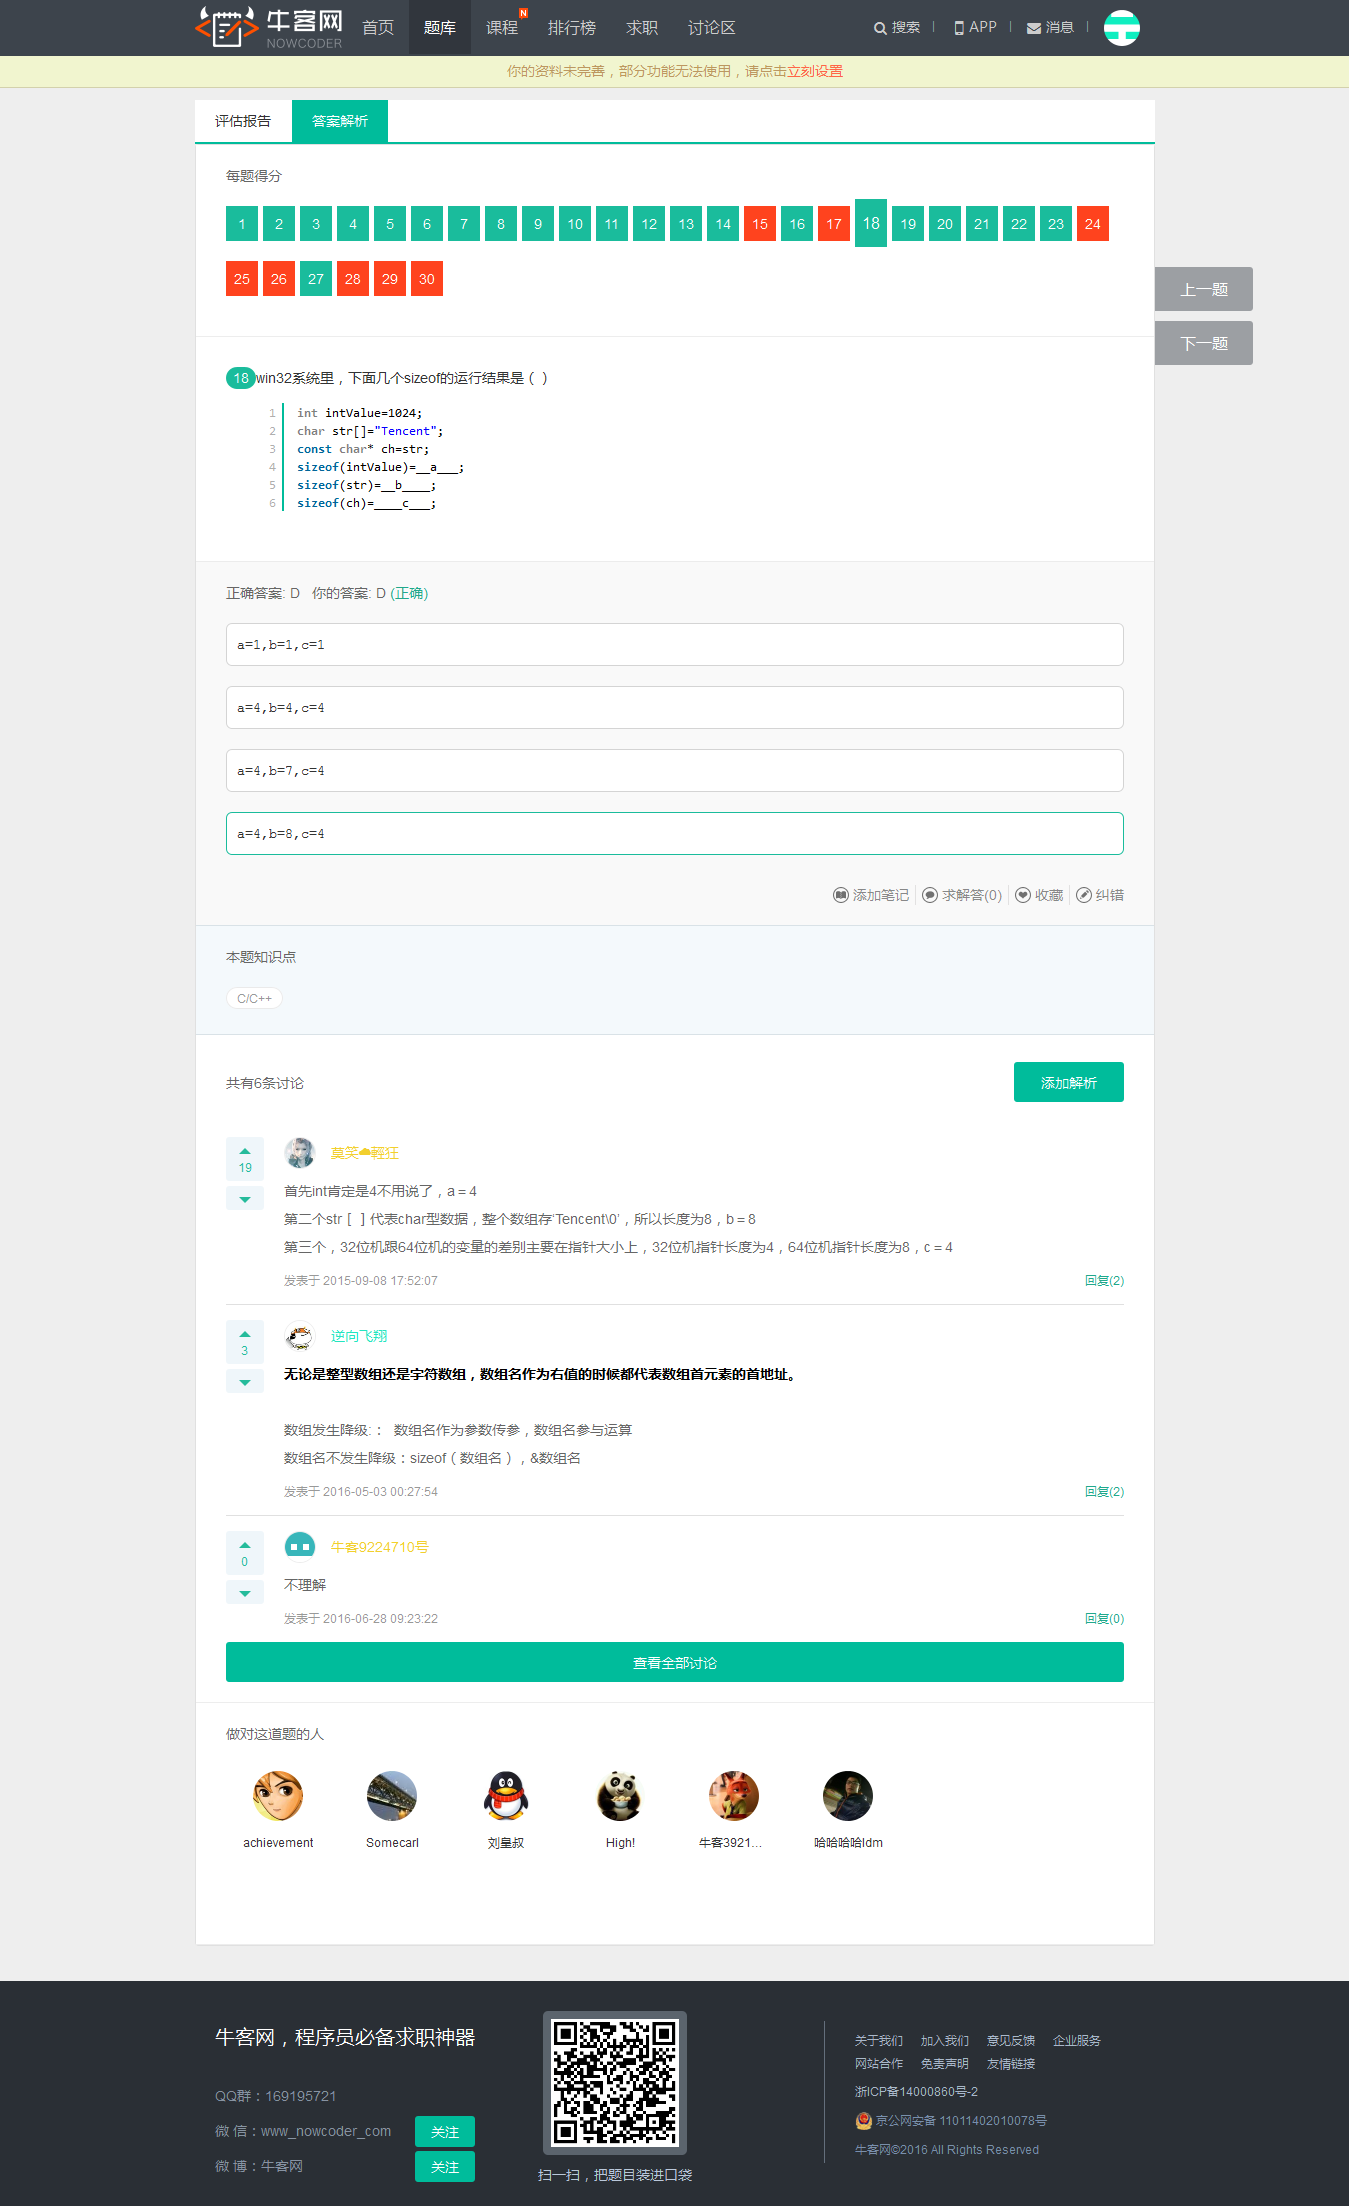 牛客网
NOWCODER
首页 题库 课程 N 排行榜 求职 讨论区 搜索 APP 消息
你的资料未完善，部分功能无法使用，请点击立刻设置
评估报告 答案解析
每题得分
1 2 3 4 5 6 7 8 9 10 11 12 13 14 15 16 17 18 19 20 21 22 23 24
25 26 27 28 29 30
上一题
下一题
18 win32系统里，下面几个sizeof的运行结果是（ ）
1 int intValue=1024;
2 char str[]="Tencent";
3 const char* ch=str;
4 sizeof(intValue)=__a___;
5 sizeof(str)=__b____;
6 sizeof(ch)=____c___;
正确答案: D 你的答案: D (正确)
a=1,b=1,c=1
a=4,b=4,c=4
a=4,b=7,c=4
a=4,b=8,c=4
添加笔记 求解答(0) 收藏 纠错
本题知识点
C/C++
共有6条讨论 添加解析
19
莫笑☁輕狂
首先int肯定是4不用说了，a = 4
第二个str [ ] 代表char型数据，整个数组存‘Tencent\0’，所以长度为8，b = 8
第三个，32位机跟64位机的变量的差别主要在指针大小上，32位机指针长度为4，64位机指针长度为8，c = 4
发表于 2015-09-08 17:52:07 回复(2)
3
逆向飞翔
无论是整型数组还是字符数组，数组名作为右值的时候都代表数组首元素的首地址。
数组发生降级: ： 数组名作为参数传参，数组名参与运算
数组名不发生降级：sizeof（数组名），&数组名
发表于 2016-05-03 00:27:54 回复(2)
0
牛客9224710号
不理解
发表于 2016-06-28 09:23:22 回复(0)
查看全部讨论
做对这道题的人
achievement Somecarl 刘皇叔 High! 牛客3921... 哈哈哈哈ldm
牛客网，程序员必备求职神器
QQ群：169195721
微 信：www_nowcoder_com 关注
微 博：牛客网 关注
扫一扫，把题目装进口袋
关于我们 加入我们 意见反馈 企业服务
网站合作 免责声明 友情链接
浙ICP备14000860号-2
京公网安备 11011402010078号
牛客网©2016 All Rights Reserved